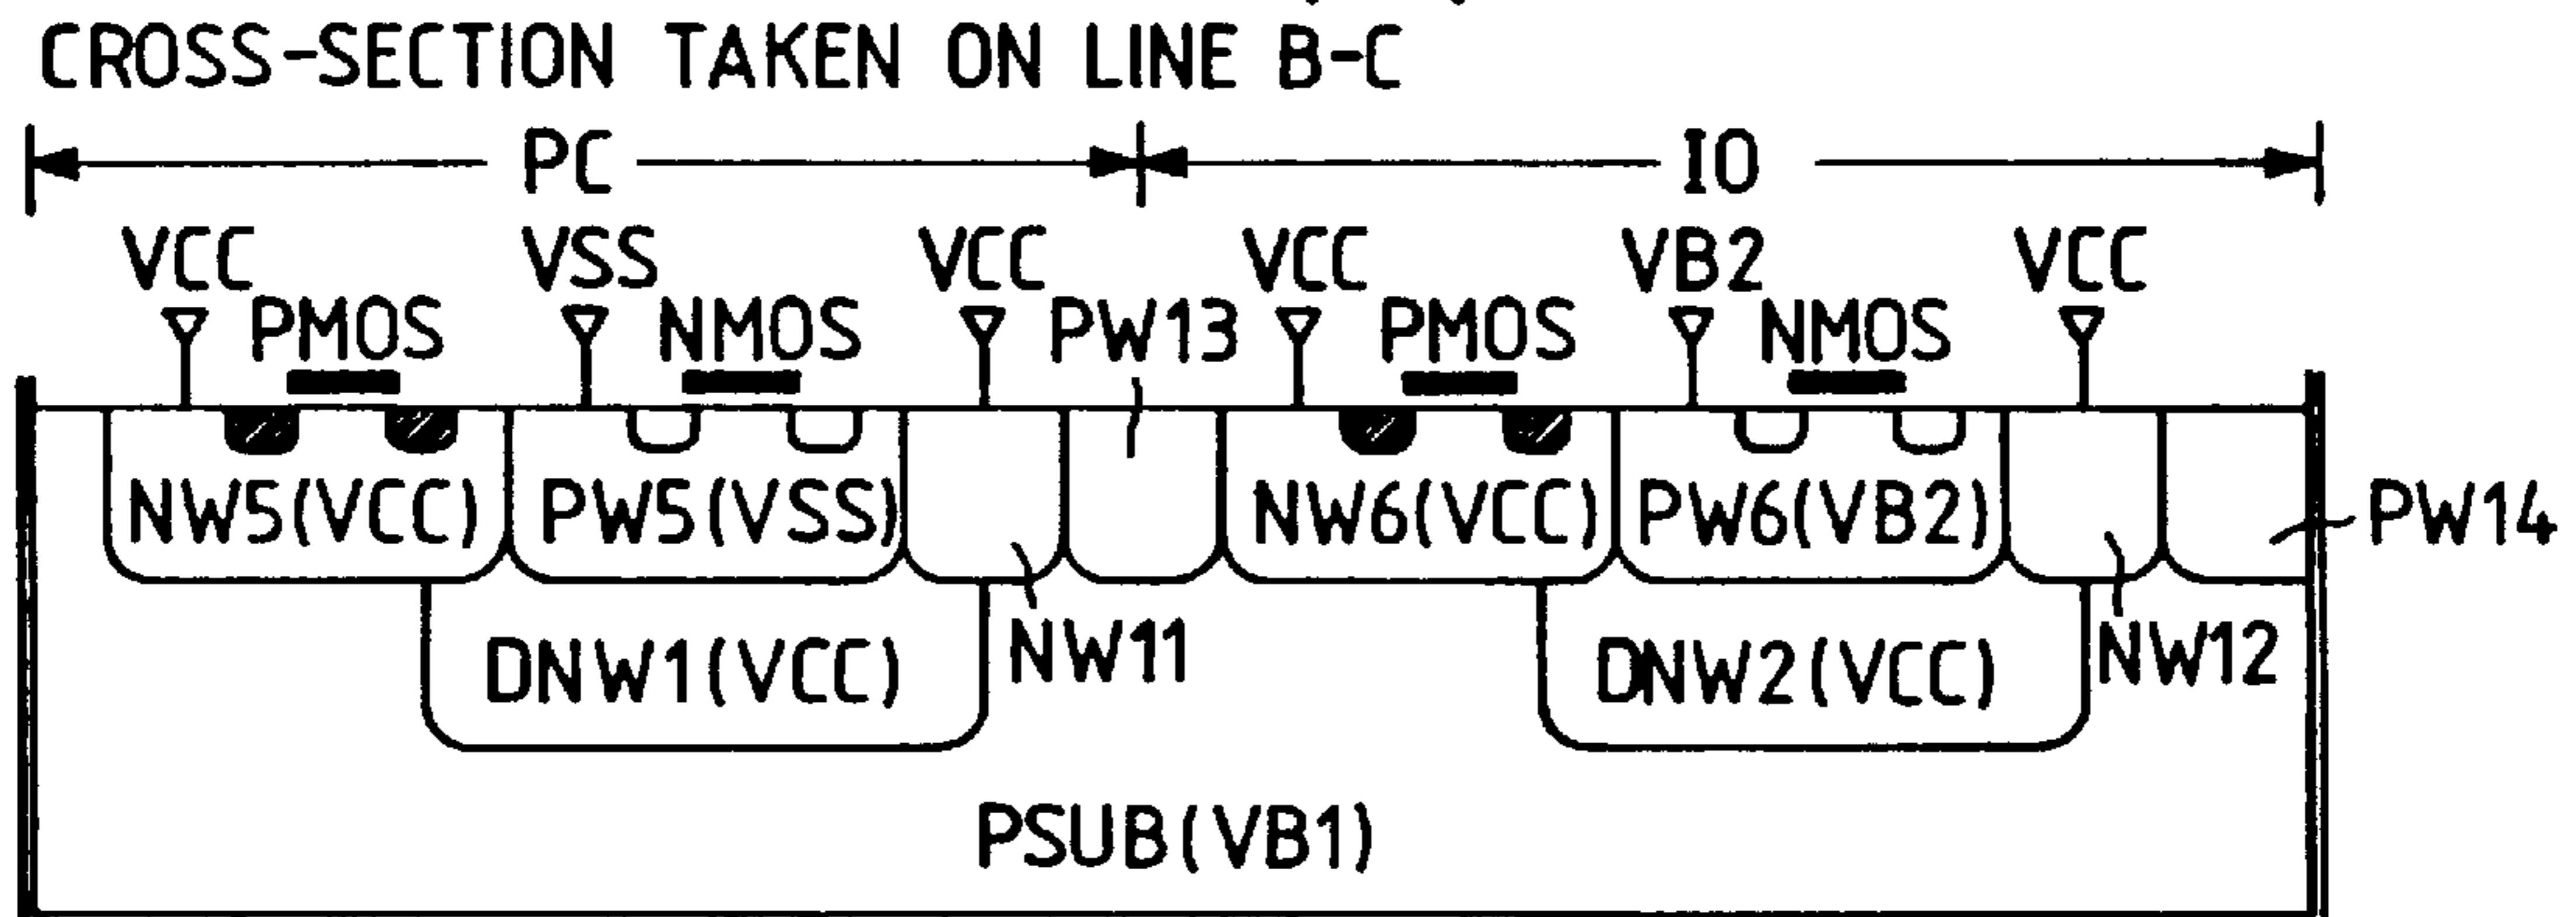 CROSS-SECTION TAKEN ON LINE B-C
PC IO
VCC VSS VCC VCC VB2 VCC
PMOS NMOS PW13 PMOS NMOS
NW5(VCC) PW5(VSS) NW6(VCC) PW6(VB2) PW14
DNW1(VCC) NW11 DNW2(VCC) NW12
PSUB(VB1)